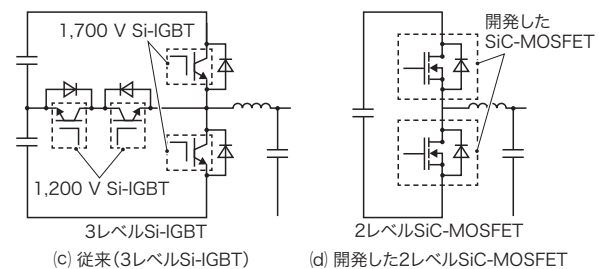 1,700 V Si-IGBT
1,200 V Si-IGBT
3レベルSi-IGBT
(c) 従来(3レベルSi-IGBT)
開発した
SiC-MOSFET
2レベルSiC-MOSFET
(d) 開発した2レベルSiC-MOSFET